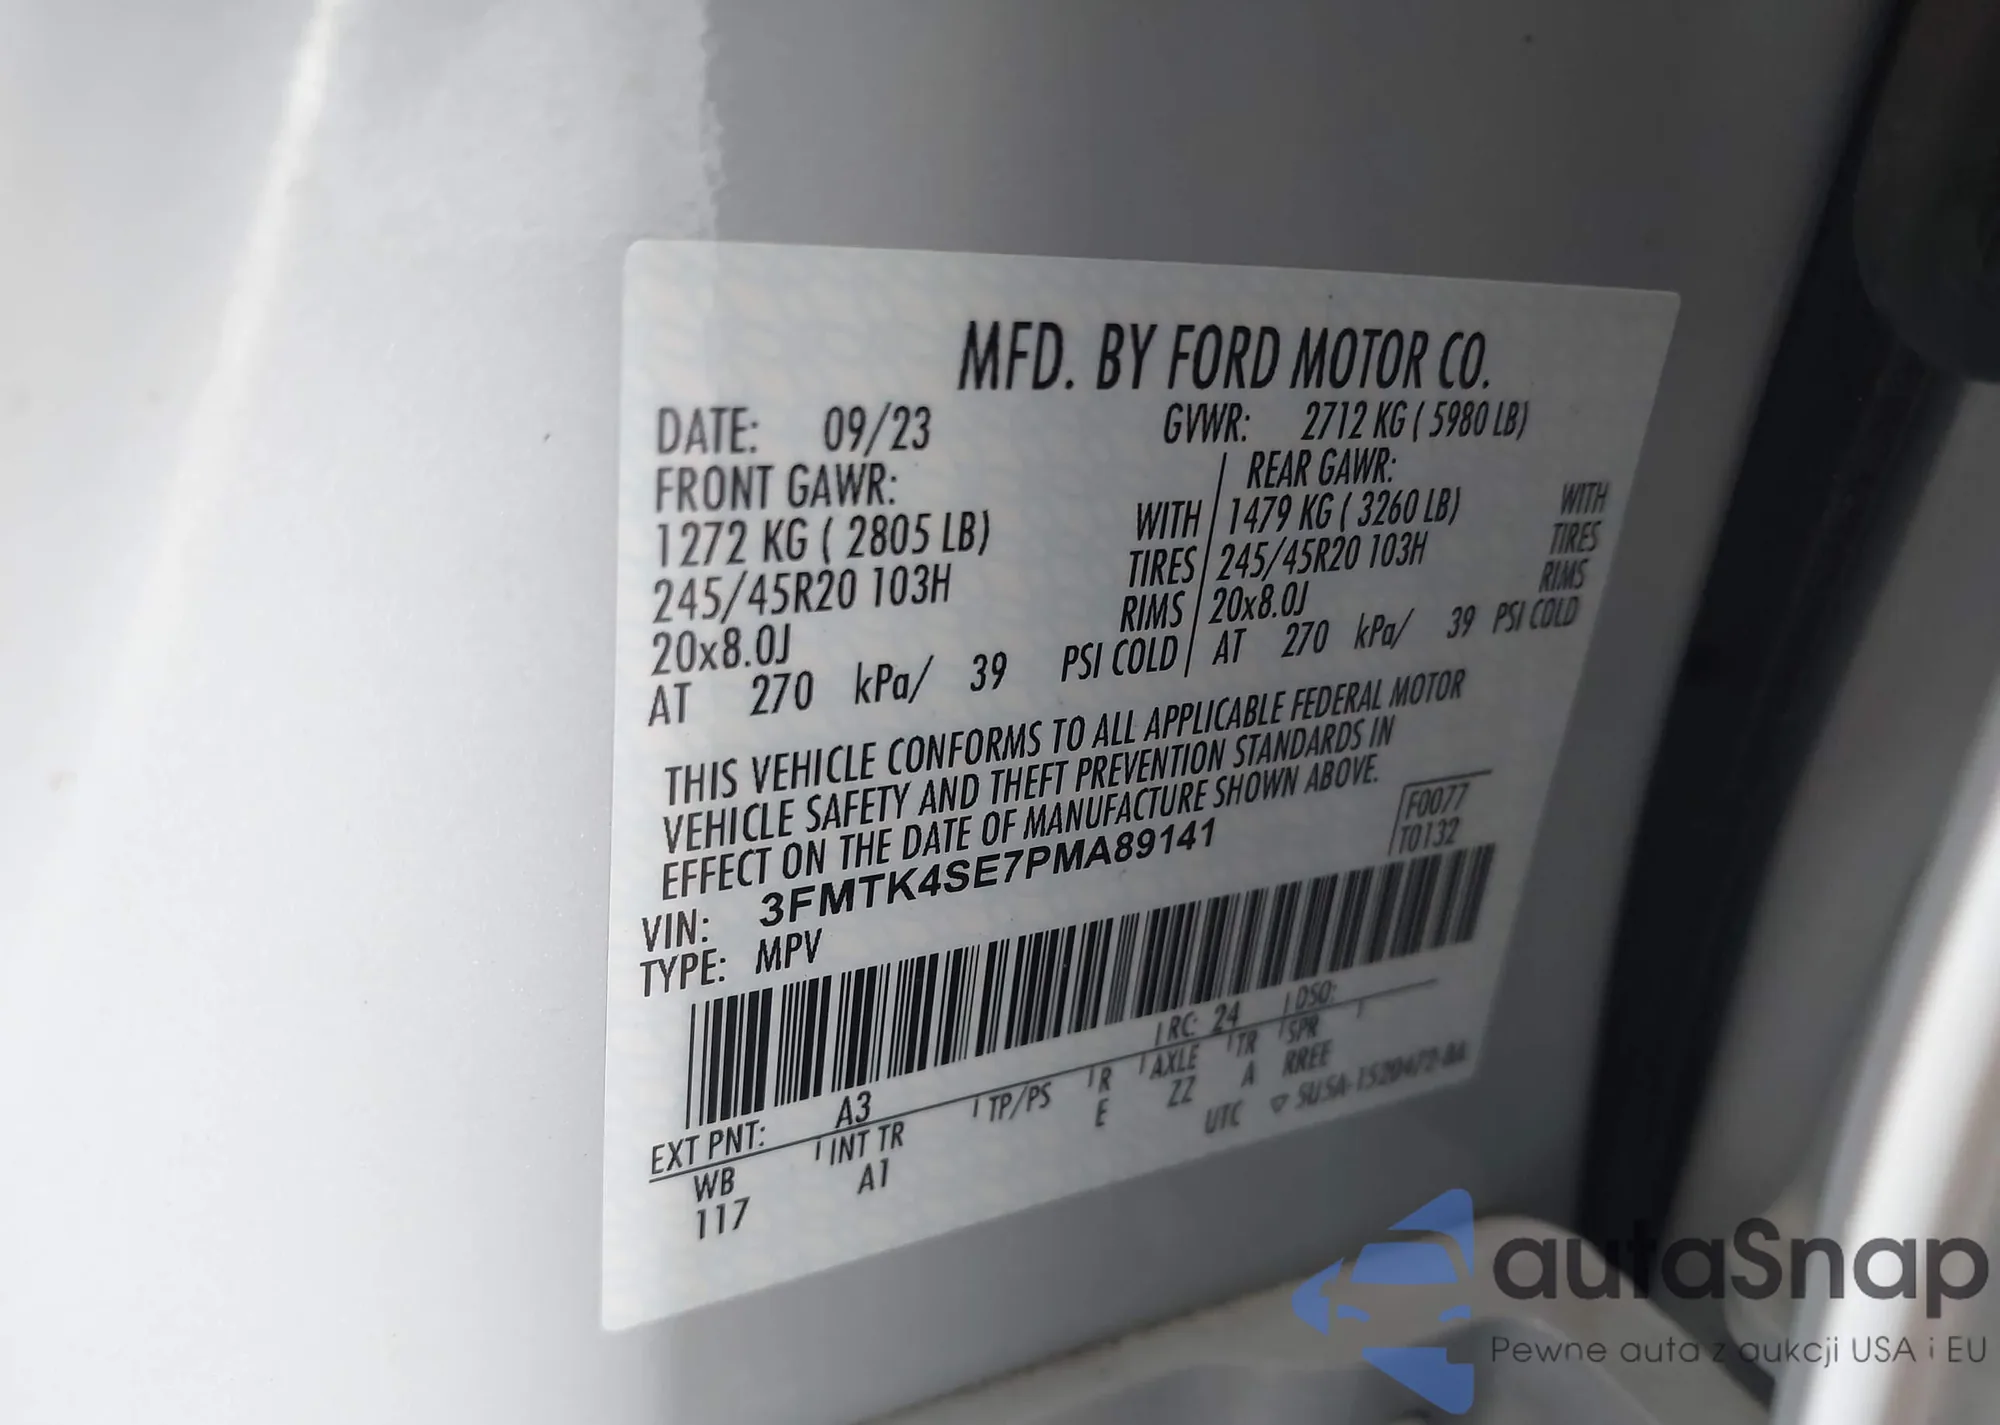 MFD. BY FORD MOTOR CO.
DATE: 09/23 GVWR: 2712 KG ( 5980 LB)
FRONT GAWR: REAR GAWR:
1272 KG ( 2805 LB) WITH 1479 KG ( 3260 LB) WITH
245/45R20 103H TIRES 245/45R20 103H TIRES
20x8.0J RIMS 20x8.0J RIMS
AT 270 kPa/ 39 PSI COLD AT 270 kPa/ 39 PSI COLD
THIS VEHICLE CONFORMS TO ALL APPLICABLE FEDERAL MOTOR
VEHICLE SAFETY AND THEFT PREVENTION STANDARDS IN
EFFECT ON THE DATE OF MANUFACTURE SHOWN ABOVE.
F0077
T0132
VIN: 3FMTK4SE7PMA89141
TYPE: MPV
EXT PNT: A3 RC: 24 DSO:
WB INT TR TP/PS R AXLE TR SPR
117 A1 E ZZ A RREE
UTC
autaSnap
Pewne auta z aukcji USA i EU